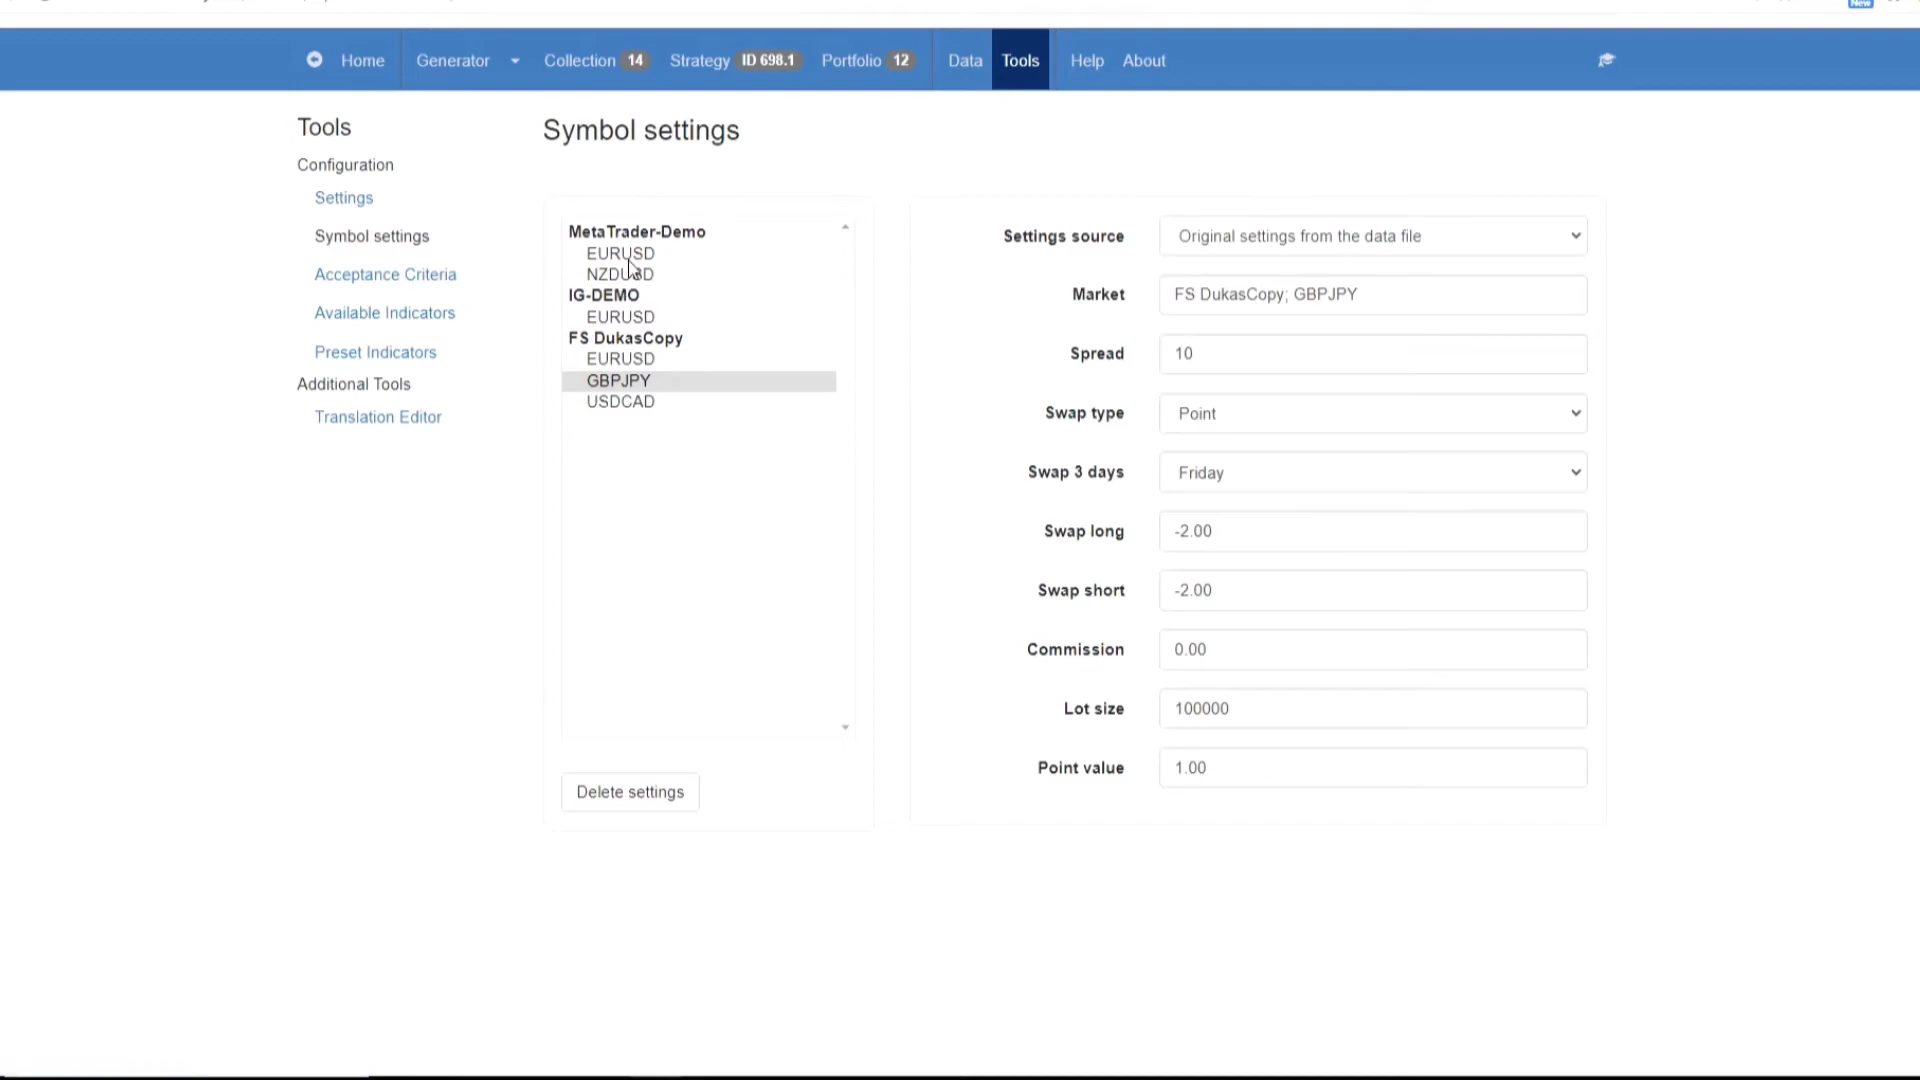 New
Home Generator Collection 14 Strategy ID 698.1 Portfolio 12 Data Tools Help About
Tools
Configuration
Settings
Symbol settings
Acceptance Criteria
Available Indicators
Preset Indicators
Additional Tools
Translation Editor
Symbol settings
MetaTrader-Demo
EURUSD
NZDUSD
IG-DEMO
EURUSD
FS DukasCopy
EURUSD
GBPJPY
USDCAD
Delete settings
Settings source Original settings from the data file
Market FS DukasCopy; GBPJPY
Spread 10
Swap type Point
Swap 3 days Friday
Swap long -2.00
Swap short -2.00
Commission 0.00
Lot size 100000
Point value 1.00